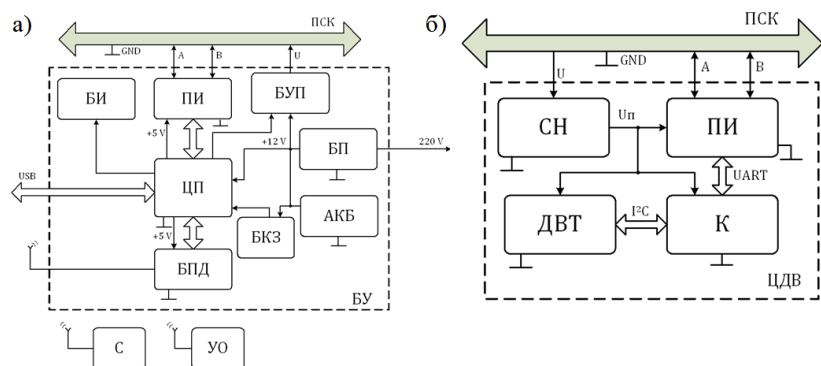 а)
ПСК
GND
A
B
U
БИ
ПИ
БУП
+5 V
+12 V
БП
220 V
USB
ЦП
АКБ
БКЗ
+5 V
БПД
БУ
С
УО
б)
ПСК
U
GND
A
B
СН
Uп
ПИ
UART
ДВТ
I²C
К
ЦДВ